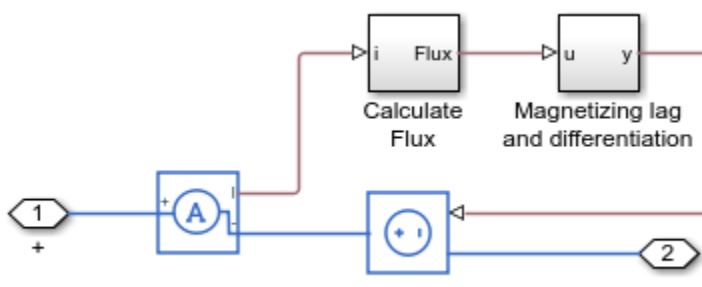 i Flux
u y
Calculate
Flux
Magnetizing lag
and differentiation
+ A I
-
1
+
+ -
2